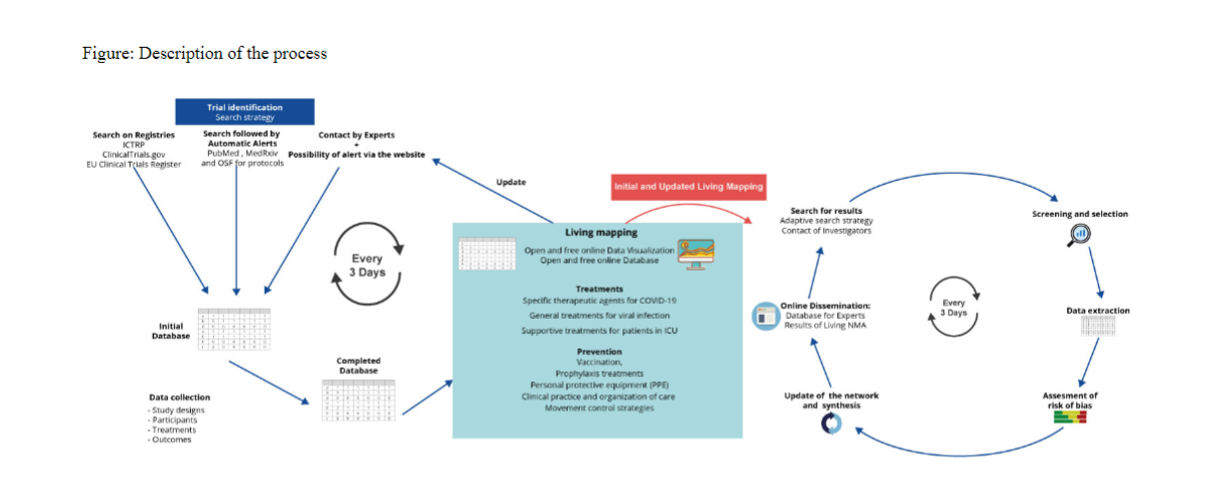 Figure: Description of the process
Trial identification
Search strategy
Search on Registries
ICTRP
ClinicalTrials.gov
EU Clinical Trials Register
Search followed by
Automatic Alerts
PubMed , MedRxiv
and OSF for protocols
Contact by Experts
+
Possibility of alert via the website
Update
Every
3 Days
Initial
Database
Data collection
- Study designs
- Participants
- Treatments
- Outcomes
Completed
Database
Living mapping
Open and free online Data Visualization
Open and free online Database
Treatments
Specific therapeutic agents for COVID-19
General treatments for viral infection
Supportive treatments for patients in ICU
Prevention
Vaccination,
Prophylaxis treatments
Personal protective equipment (PPE)
Clinical practice and organization of care
Movement control strategies
Initial and Updated Living Mapping
Search for results
Adaptive search strategy
Contact of Investigators
Screening and selection
Data extraction
Assesment of
risk of bias
Update of the network
and synthesis
Online Dissemination:
Database for Experts
Results of Living NMA
Every
3 Days